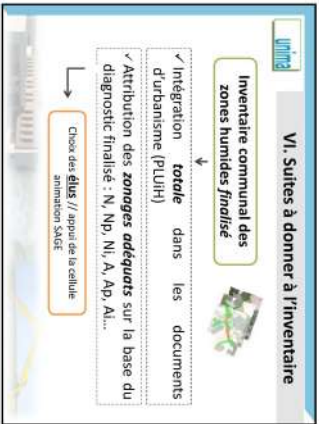 unima
VI. Suites à donner à l'inventaire
Inventaire communal des
zones humides finalisé
✓ Intégration totale dans les documents
d'urbanisme (PLUiH)
✓ Attribution des zonages adéquats sur la base du
diagnostic finalisé : N, Np, Ni, A, Ap, Ai...
Choix des élus // appui de la cellule
animation SAGE